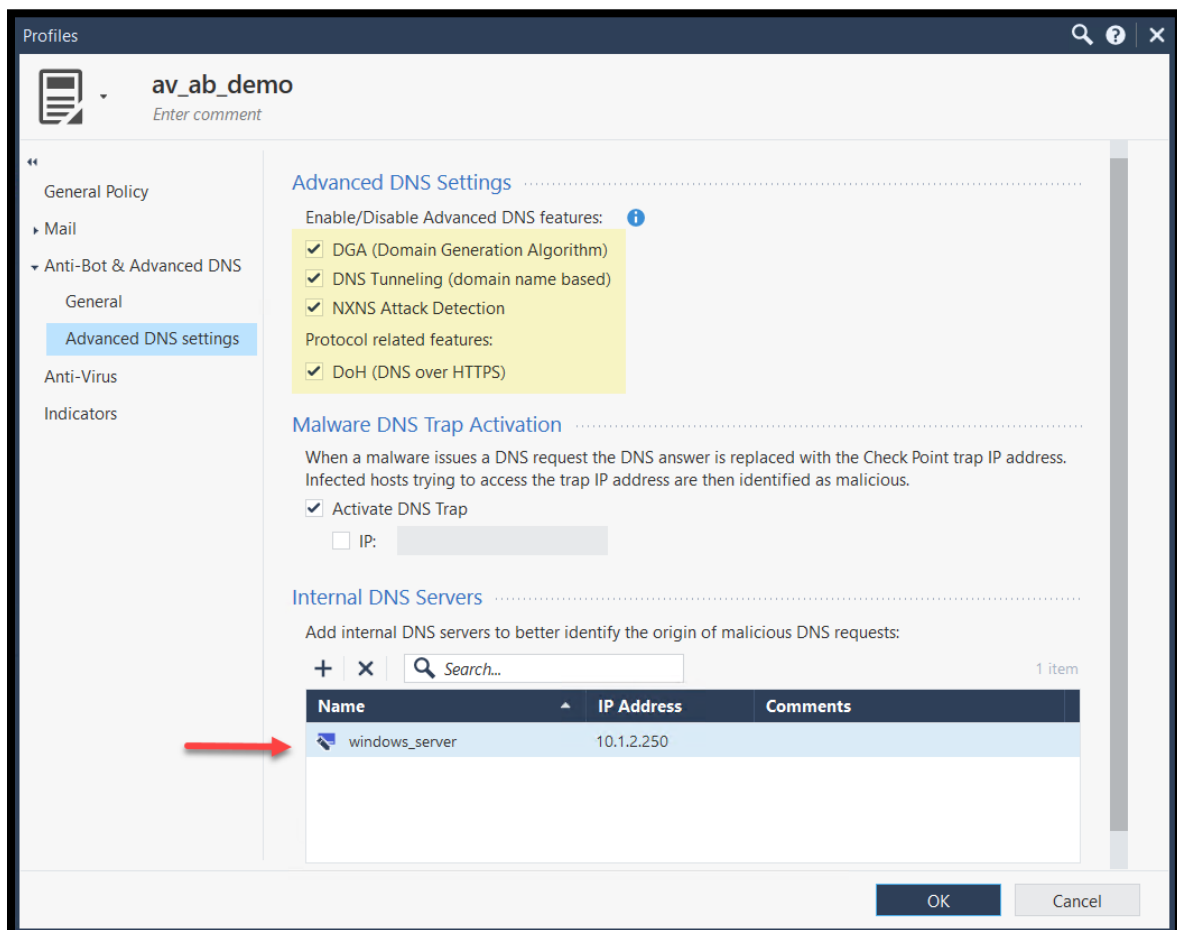 Profiles
av_ab_demo
Enter comment
General Policy
Mail
Anti-Bot & Advanced DNS
General
Advanced DNS settings
Anti-Virus
Indicators
Advanced DNS Settings
Enable/Disable Advanced DNS features:
DGA (Domain Generation Algorithm)
DNS Tunneling (domain name based)
NXNS Attack Detection
Protocol related features:
DoH (DNS over HTTPS)
Malware DNS Trap Activation
When a malware issues a DNS request the DNS answer is replaced with the Check Point trap IP address.
Infected hosts trying to access the trap IP address are then identified as malicious.
Activate DNS Trap
IP:
Internal DNS Servers
Add internal DNS servers to better identify the origin of malicious DNS requests:
Search...
1 item
Name IP Address Comments
windows_server 10.1.2.250
OK Cancel